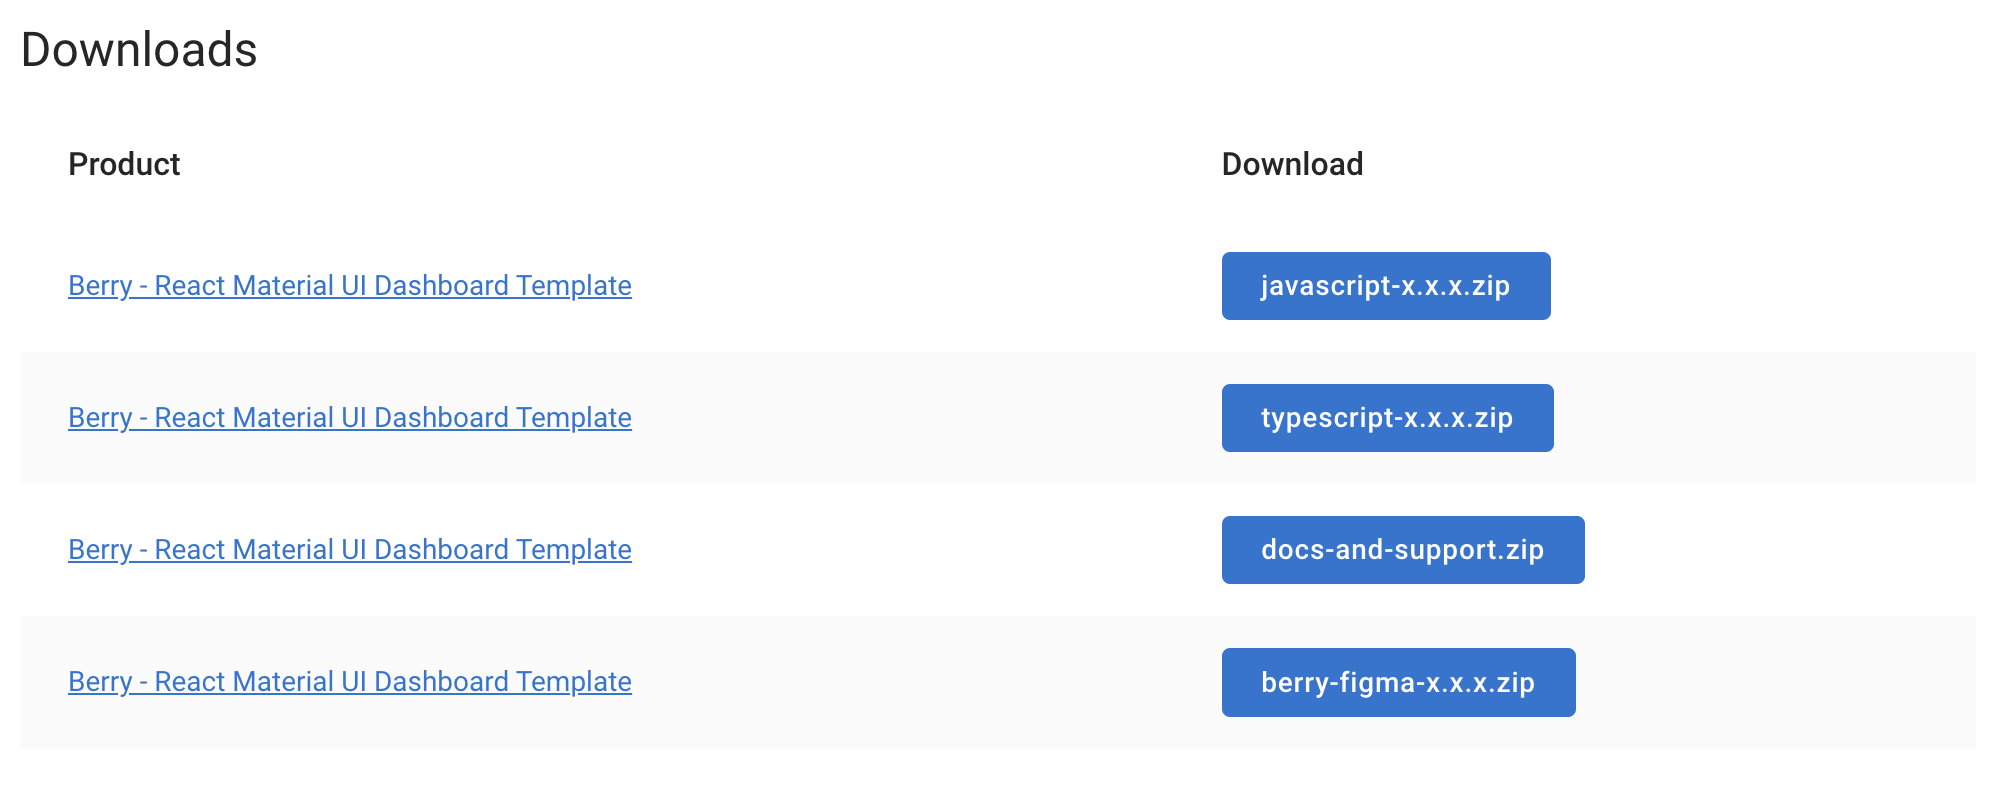 Downloads
Product Download
Berry - React Material UI Dashboard Template javascript-x.x.x.zip
Berry - React Material UI Dashboard Template typescript-x.x.x.zip
Berry - React Material UI Dashboard Template docs-and-support.zip
Berry - React Material UI Dashboard Template berry-figma-x.x.x.zip